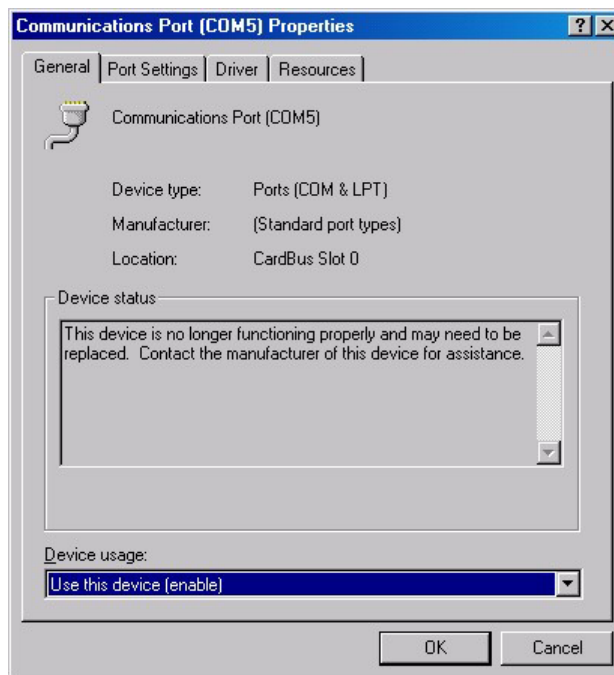 Communications Port (COM5) Properties
General Port Settings Driver Resources
Communications Port (COM5)
Device type: Ports (COM & LPT)
Manufacturer: (Standard port types)
Location: CardBus Slot 0
Device status
This device is no longer functioning properly and may need to be
replaced. Contact the manufacturer of this device for assistance.
Device usage:
Use this device (enable)
OK Cancel